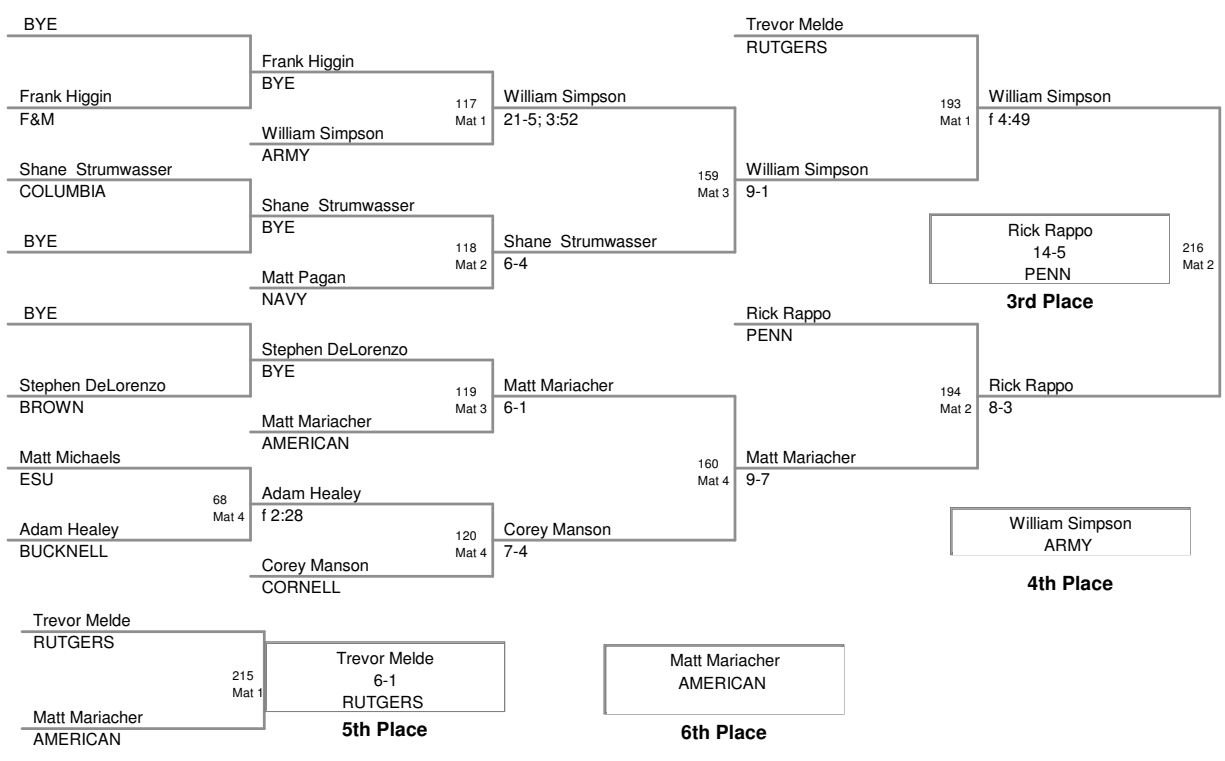 BYE
Frank Higgin
F&M
Shane  Strumwasser
COLUMBIA
BYE
BYE
Stephen DeLorenzo
BROWN
Matt Michaels
ESU
Adam Healey
BUCKNELL
Frank Higgin
BYE
William Simpson
ARMY
117
Mat 1
Shane  Strumwasser
BYE
Matt Pagan
NAVY
118
Mat 2
Stephen DeLorenzo
BYE
Matt Mariacher
AMERICAN
119
Mat 3
68
Mat 4
Adam Healey
f 2:28
Corey Manson
CORNELL
120
Mat 4
William Simpson
21-5; 3:52
Shane  Strumwasser
6-4
159
Mat 3
Matt Mariacher
6-1
Corey Manson
7-4
160
Mat 4
Trevor Melde
RUTGERS
William Simpson
9-1
193
Mat 1
Rick Rappo
PENN
Matt Mariacher
9-7
194
Mat 2
William Simpson
f 4:49
Rick Rappo
8-3
216
Mat 2
Rick Rappo
14-5
PENN
3rd Place
William Simpson
ARMY
4th Place
Trevor Melde
RUTGERS
Matt Mariacher
AMERICAN
215
Mat 1
Trevor Melde
6-1
RUTGERS
5th Place
Matt Mariacher
AMERICAN
6th Place